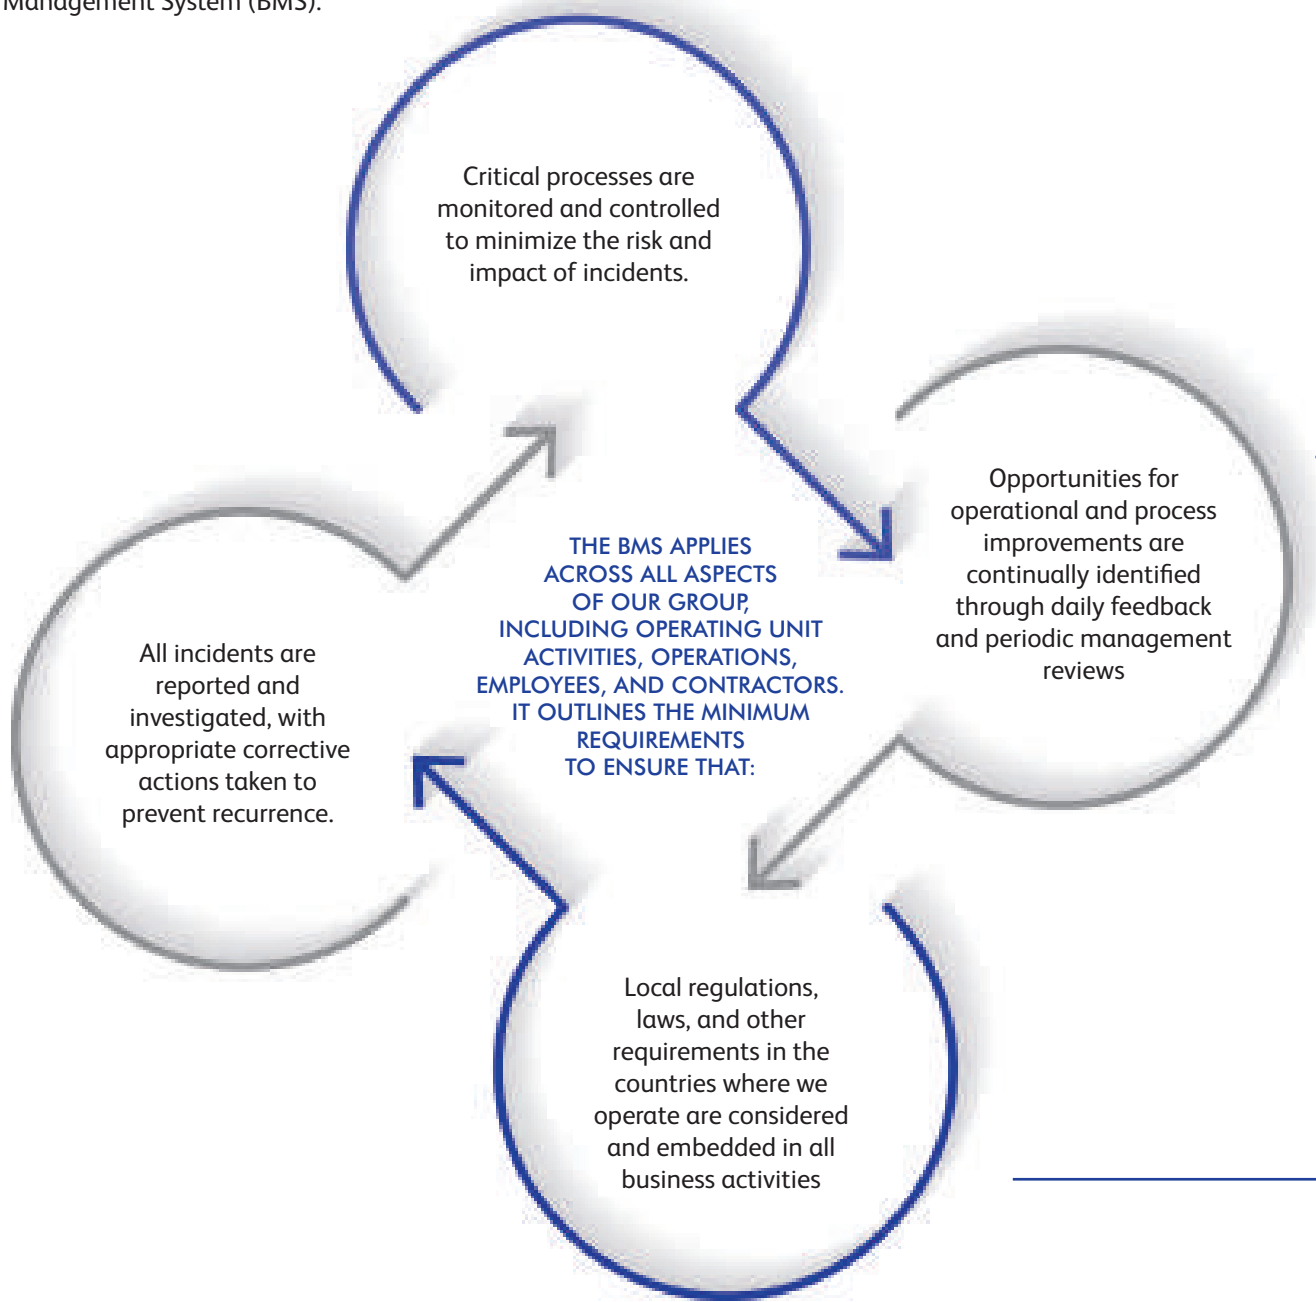 Management System (BMS).
Critical processes are
monitored and controlled
to minimize the risk and
impact of incidents.
Opportunities for
operational and process
improvements are
continually identified
through daily feedback
and periodic management
reviews
THE BMS APPLIES
ACROSS ALL ASPECTS
OF OUR GROUP,
INCLUDING OPERATING UNIT
ACTIVITIES, OPERATIONS,
EMPLOYEES, AND CONTRACTORS.
IT OUTLINES THE MINIMUM
REQUIREMENTS
TO ENSURE THAT:
All incidents are
reported and
investigated, with
appropriate corrective
actions taken to
prevent recurrence.
Local regulations,
laws, and other
requirements in the
countries where we
operate are considered
and embedded in all
business activities